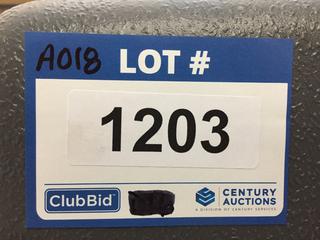 A018 LOT #
1203
ClubBid
CENTURY
AUCTIONS
A DIVISION OF CENTURY SERVICES